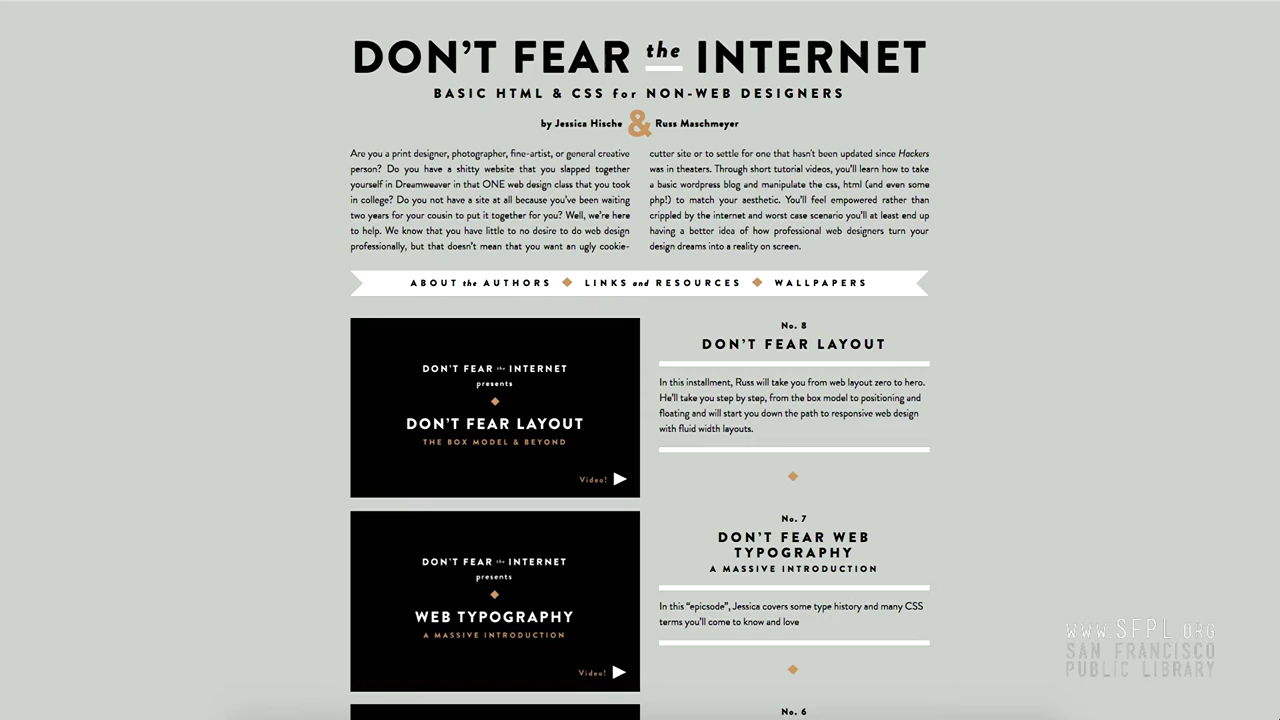 DON'T FEAR the INTERNET
BASIC HTML & CSS for NON-WEB DESIGNERS
by Jessica Hische & Russ Maschmeyer
Are you a print designer, photographer, fine-artist, or general creative
person? Do you have a shitty website that you slapped together
yourself in Dreamweaver in that ONE web design class that you took
in college? Do you not have a site at all because you've been waiting
two years for your cousin to put it together for you? Well, we're here
to help. We know that you have little to no desire to do web design
professionally, but that doesn't mean that you want an ugly cookie-
cutter site or to settle for one that hasn't been updated since Hackers
was in theaters. Through short tutorial videos, you'll learn how to take
a basic wordpress blog and manipulate the css, html (and even some
php!) to match your aesthetic. You'll feel empowered rather than
crippled by the internet and worst case scenario you'll at least end up
having a better idea of how professional web designers turn your
design dreams into a reality on screen.
ABOUT the AUTHORS ◆ LINKS and RESOURCES ◆ WALLPAPERS
DON'T FEAR the INTERNET
presents
DON'T FEAR LAYOUT
THE BOX MODEL & BEYOND
Video!
No. 8
DON'T FEAR LAYOUT
In this installment, Russ will take you from web layout zero to hero.
He'll take you step by step, from the box model to positioning and
floating and will start you down the path to responsive web design
with fluid width layouts.
DON'T FEAR the INTERNET
presents
WEB TYPOGRAPHY
A MASSIVE INTRODUCTION
Video!
No. 7
DON'T FEAR WEB
TYPOGRAPHY
A MASSIVE INTRODUCTION
In this “epicsode”, Jessica covers some type history and many CSS
terms you'll come to know and love
No. 6
WWW.SFPL.ORG
SAN FRANCISCO
PUBLIC LIBRARY